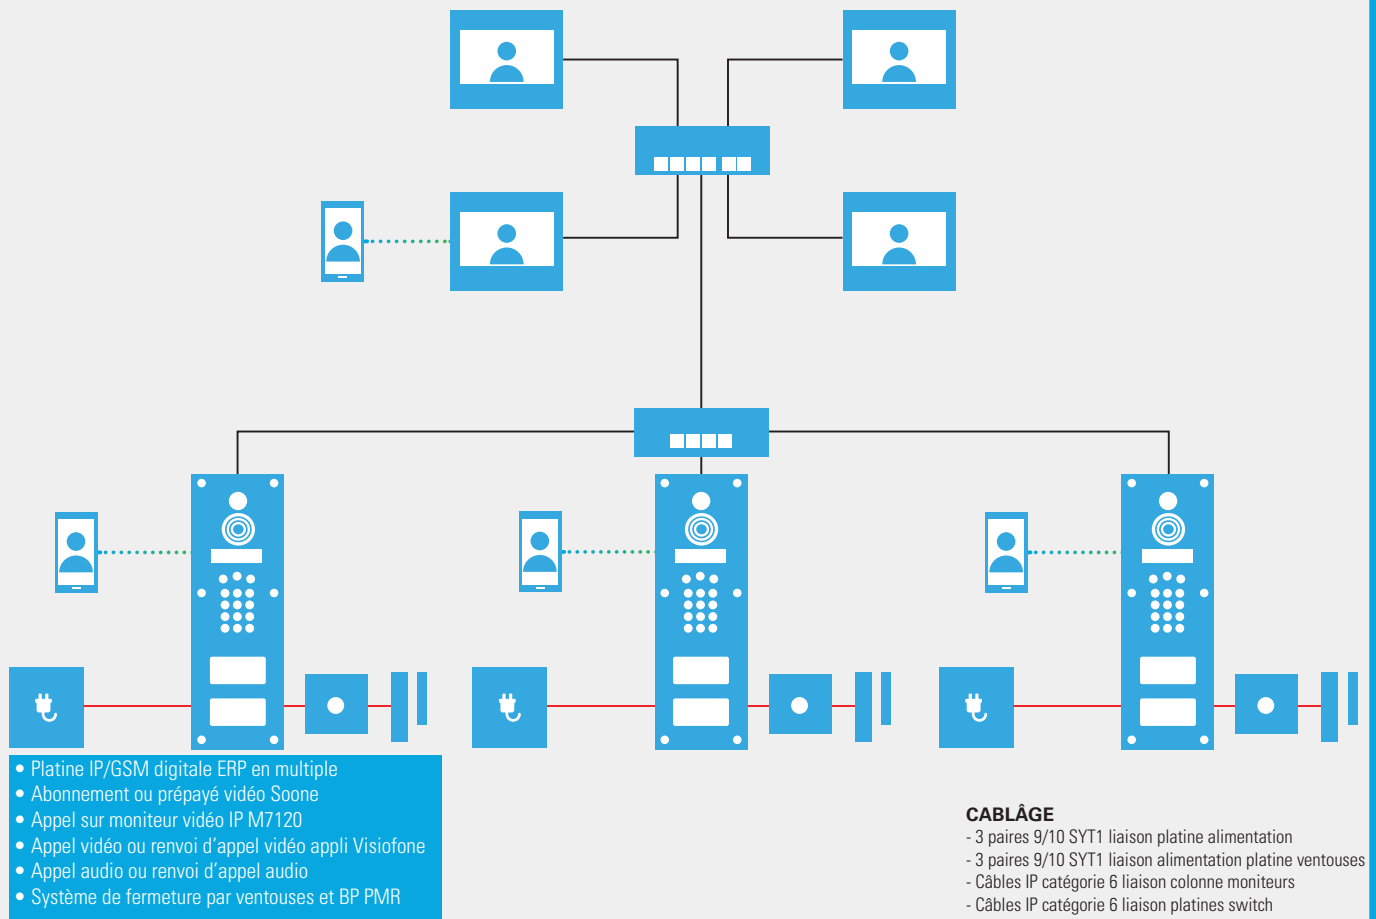 • Platine IP/GSM digitale ERP en multiple
• Abonnement ou prépayé vidéo Soone
• Appel sur moniteur vidéo IP M7120
• Appel vidéo ou renvoi d'appel vidéo appli Visiofone
• Appel audio ou renvoi d'appel audio
• Système de fermeture par ventouses et BP PMR
CABLÂGE
- 3 paires 9/10 SYT1 liaison platine alimentation
- 3 paires 9/10 SYT1 liaison alimentation platine ventouses
- Câbles IP catégorie 6 liaison colonne moniteurs
- Câbles IP catégorie 6 liaison platines switch